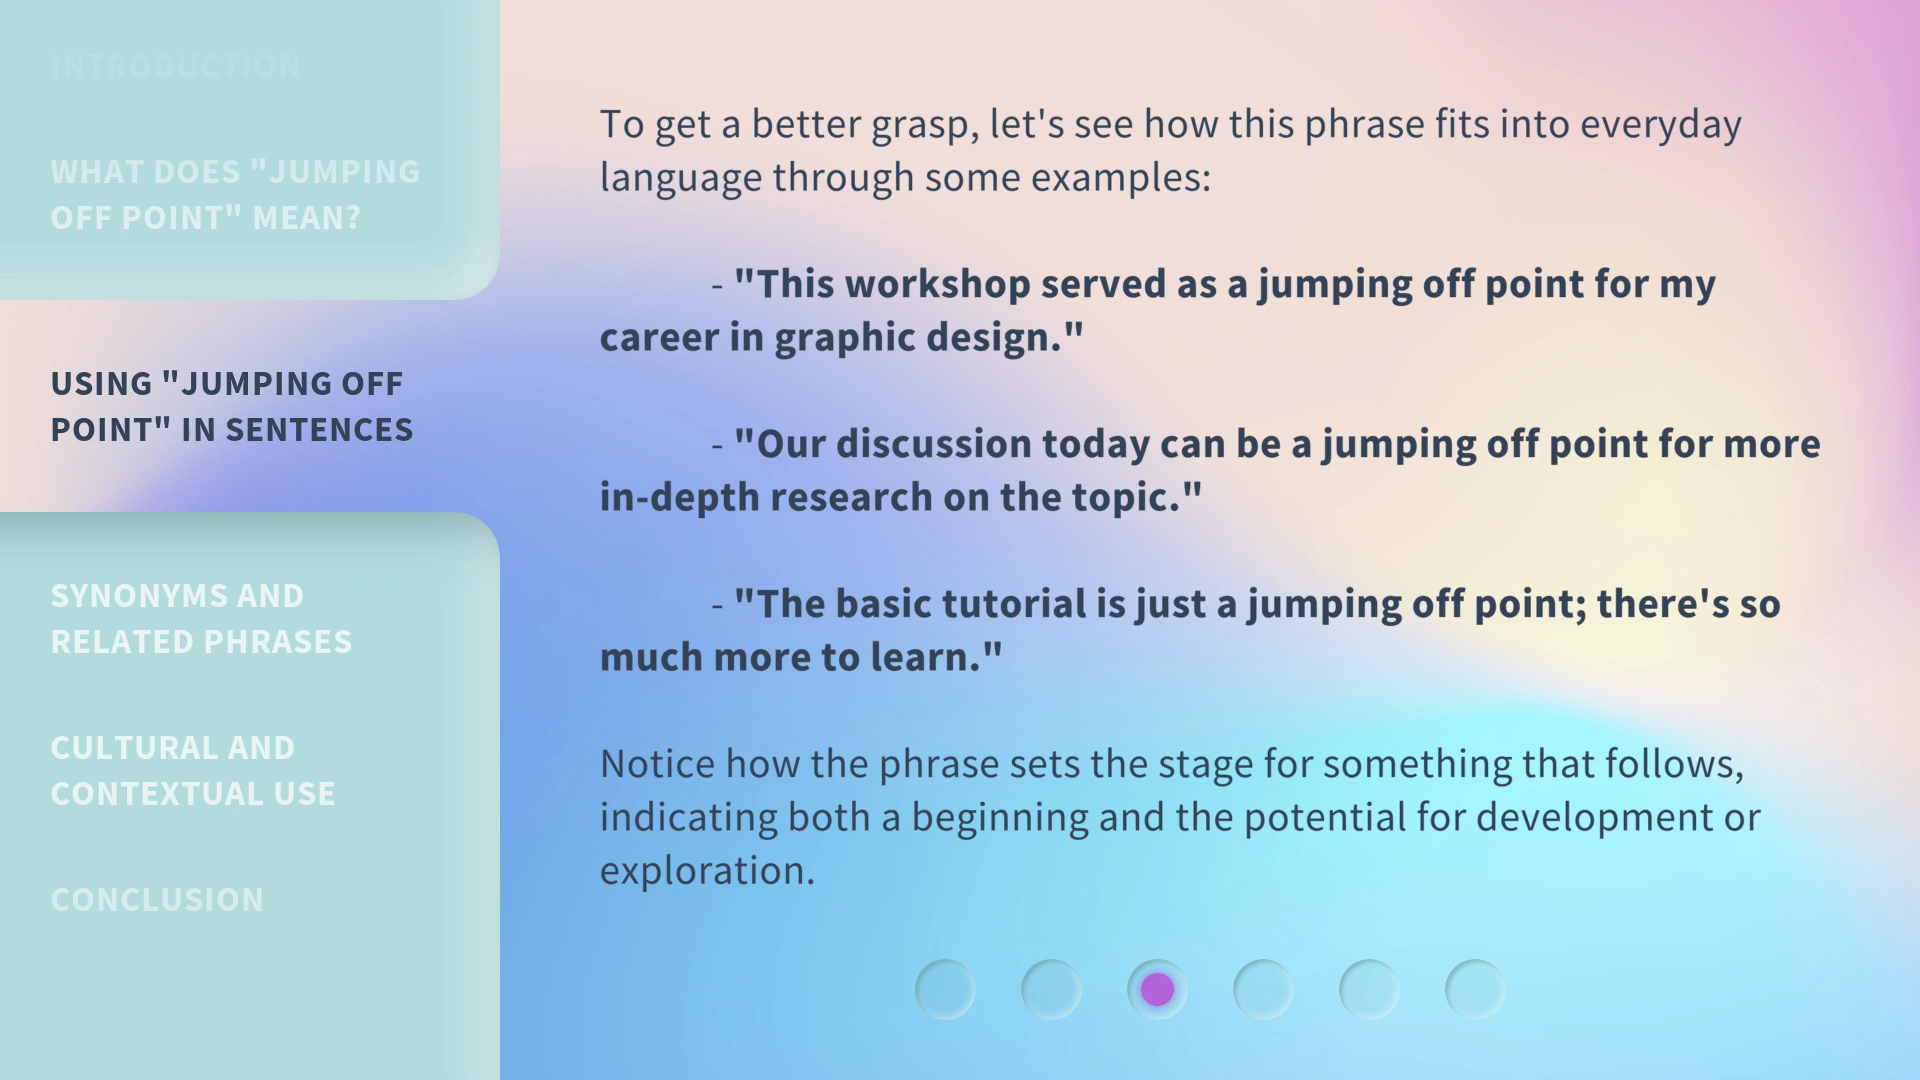 INTRODUCTION
WHAT DOES "JUMPING
OFF POINT" MEAN?
USING "JUMPING OFF
POINT" IN SENTENCES
SYNONYMS AND
RELATED PHRASES
CULTURAL AND
CONTEXTUAL USE
CONCLUSION
To get a better grasp, let's see how this phrase fits into everyday
language through some examples:
- "This workshop served as a jumping off point for my
career in graphic design."
- "Our discussion today can be a jumping off point for more
in-depth research on the topic."
- "The basic tutorial is just a jumping off point; there's so
much more to learn."
Notice how the phrase sets the stage for something that follows,
indicating both a beginning and the potential for development or
exploration.